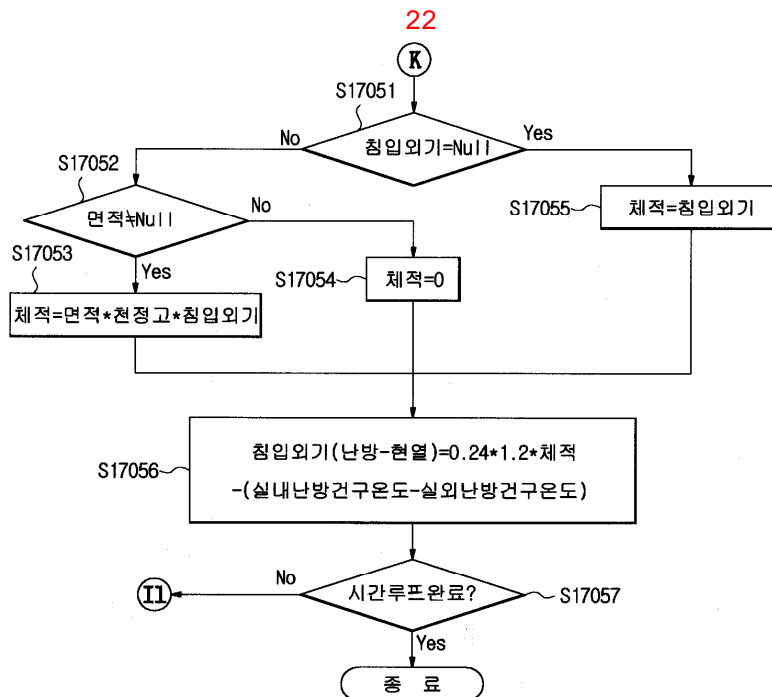 22
K
S17051
침입외기=Null
No
Yes
S17052
면적≒Null
No
S17055
체적=침입외기
S17053
Yes
체적=면적*천정고*침입외기
S17054
체적=0
S17056
침입외기(난방-현열)=0.24*1.2*체적
-(실내난방건구온도-실외난방건구온도)
I1
No
시간루프완료?
S17057
Yes
종 료